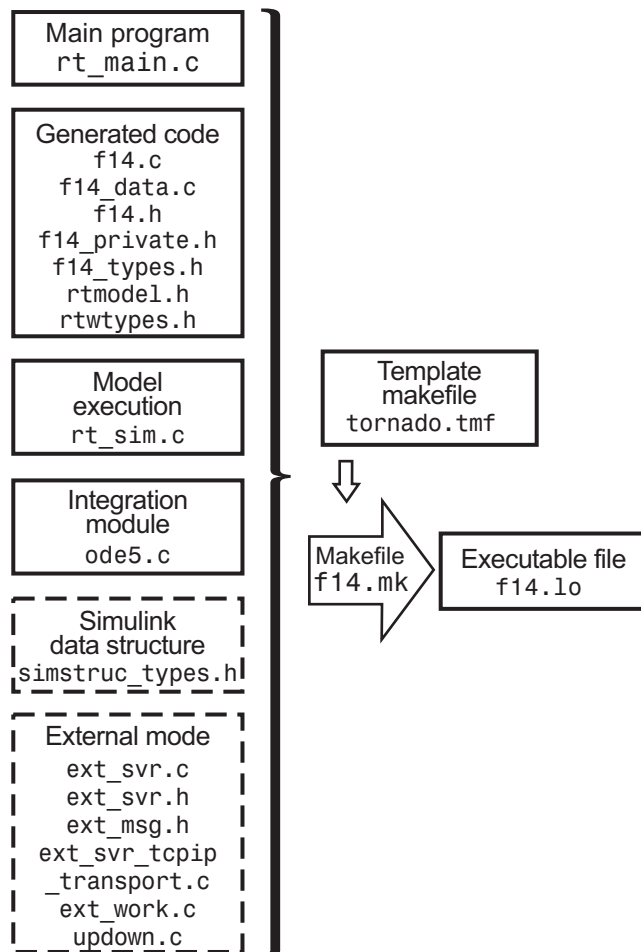 Main program
rt_main.c
Generated code
f14.c
f14_data.c
f14.h
f14_private.h
f14_types.h
rtmodel.h
rtwtypes.h
Model
execution
rt_sim.c
Integration
module
ode5.c
Simulink
data structure
simstruc_types.h
External mode
ext_svr.c
ext_svr.h
ext_msg.h
ext_svr_tcpip
_transport.c
ext_work.c
updown.c
Template
makefile
tornado.tmf
Makefile
f14.mk
Executable file
f14.lo